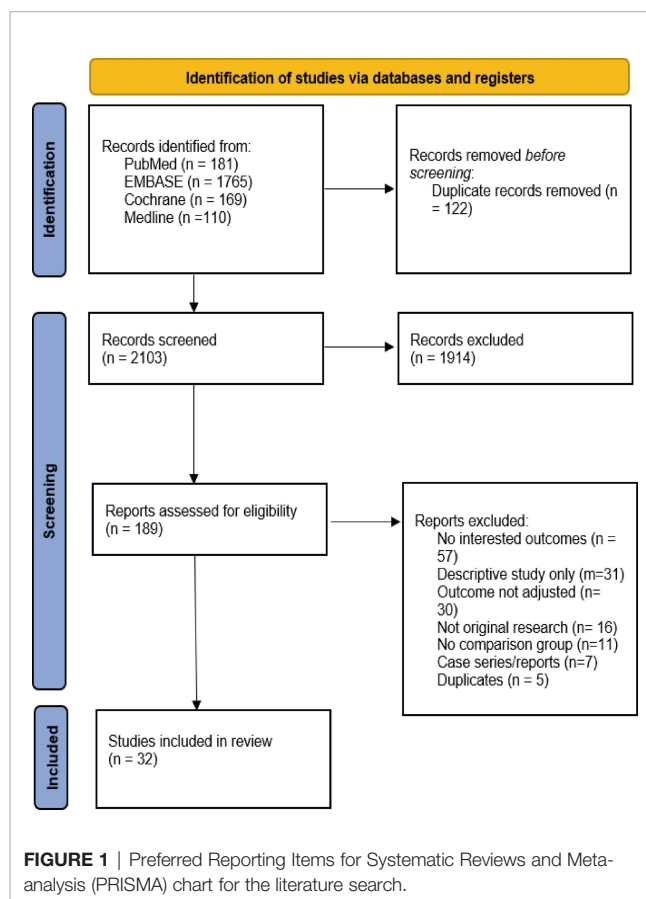 Identification of studies via databases and registers
Identification
Records identified from:
PubMed (n = 181)
EMBASE (n = 1765)
Cochrane (n = 169)
Medline (n =110)
Records removed before
screening:
Duplicate records removed (n
= 122)
Screening
Records screened
(n = 2103)
Records excluded
(n = 1914)
Reports assessed for eligibility
(n = 189)
Reports excluded:
No interested outcomes (n =
57)
Descriptive study only (m=31)
Outcome not adjusted (n=
30)
Not original research (n= 16)
No comparison group (n=11)
Case series/reports (n=7)
Duplicates (n = 5)
Included
Studies included in review
(n = 32)
FIGURE 1 | Preferred Reporting Items for Systematic Reviews and Meta-
analysis (PRISMA) chart for the literature search.